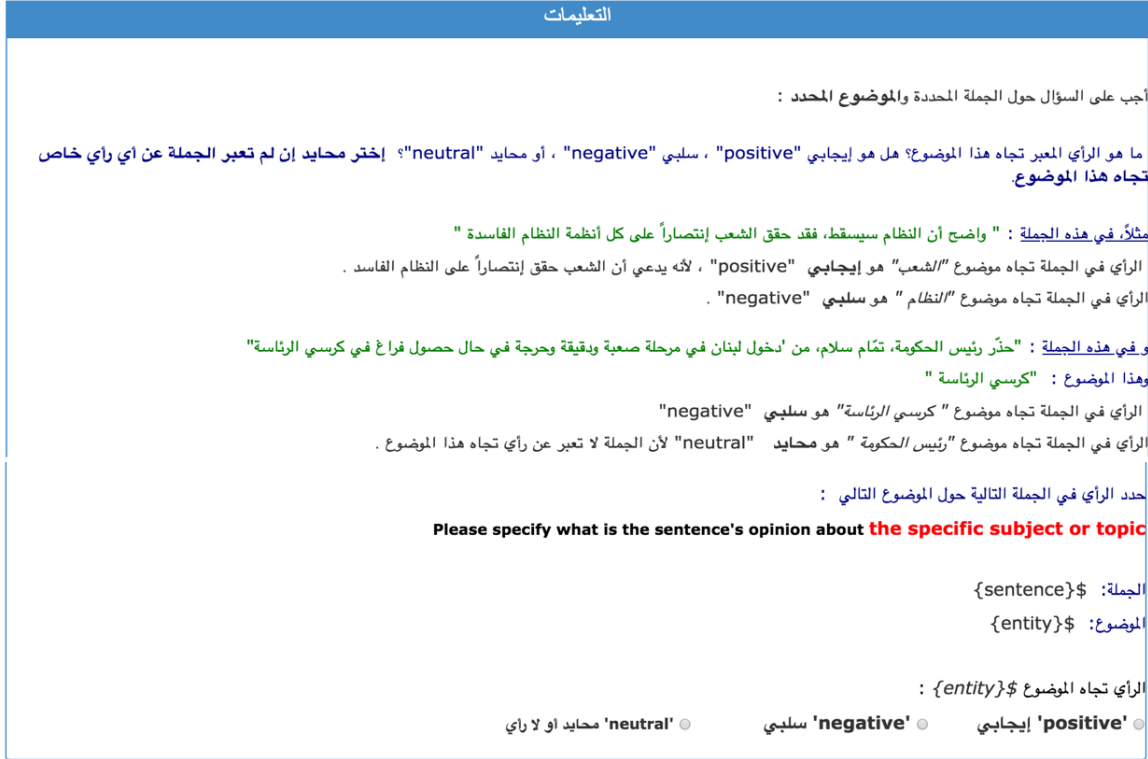 التعليمات
أجب على السؤال حول الجملة المحددة والموضوع المحدد :
ما هو الرأي المعبر تجاه هذا الموضوع؟ هل هو إيجابي "positive" ، سلبي "negative" ، أو محايد "neutral"؟ إختر محايد إن لم تعبر الجملة عن أي رأي خاص
تجاه هذا الموضوع.
مثلاً، في هذه الجملة : " واضح أن النظام سيسقط، فقد حقق الشعب إنتصاراً على كل أنظمة النظام الفاسدة "
الرأي في الجملة تجاه موضوع "الشعب" هو إيجابي "positive" ، لأنه يدعي أن الشعب حقق إنتصاراً على النظام الفاسد .
الرأي في الجملة تجاه موضوع "النظام " هو سلبي "negative" .
و في هذه الجملة : "حذّر رئيس الحكومة، تمّام سلام، من 'دخول لبنان في مرحلة صعبة ودقيقة وحرجة في حال حصول فراغ في كرسي الرئاسة"
وهذا الموضوع : "كرسي الرئاسة "
الرأي في الجملة تجاه موضوع " كرسي الرئاسة" هو سلبي "negative"
الرأي في الجملة تجاه موضوع "رئيس الحكومة " هو محايد "neutral" لأن الجملة لا تعبر عن رأي تجاه هذا الموضوع .
حدد الرأي في الجملة التالية حول الموضوع التالي :
Please specify what is the sentence's opinion about the specific subject or topic
الجملة: ${sentence}
الموضوع: ${entity}
الرأي تجاه الموضوع ${entity} :
'positive' إيجابي 'negative' سلبي 'neutral' محايد أو لا رأي